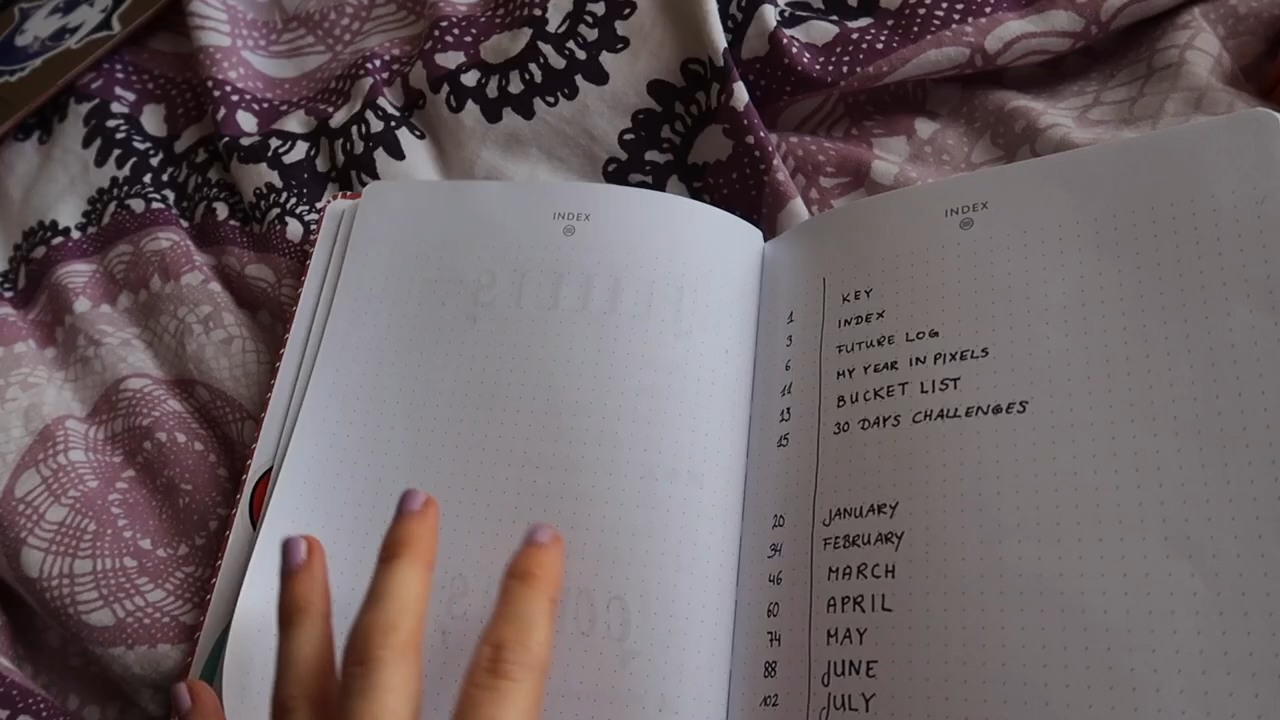 INDEX
INDEX
1 KEY
3 INDEX
6 FUTURE LOG
11 MY YEAR IN PIXELS
13 BUCKET LIST
15 30 DAYS CHALLENGES
20 JANUARY
34 FEBRUARY
46 MARCH
60 APRIL
74 MAY
88 JUNE
102 JULY